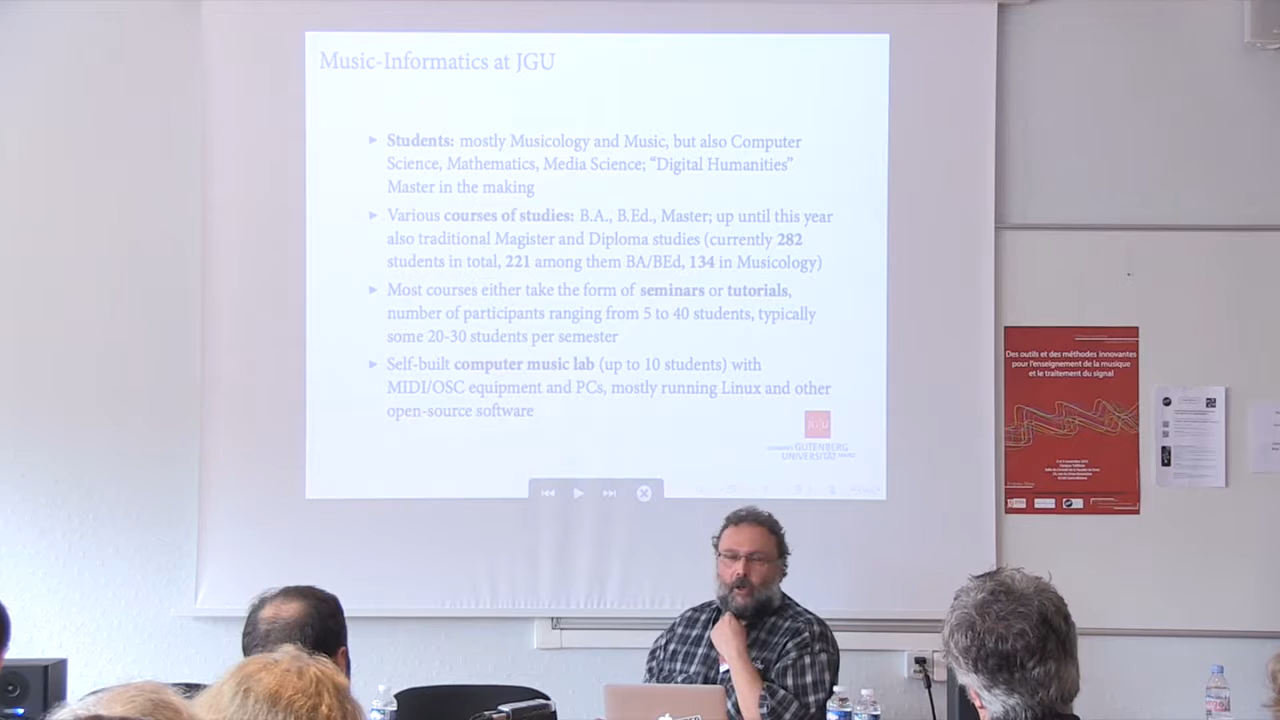 Music-Informatics at JGU
► Students: mostly Musicology and Music, but also Computer
Science, Mathematics, Media Science; “Digital Humanities”
Master in the making
► Various courses of studies: B.A., B.Ed., Master; up until this year
also traditional Magister and Diploma studies (currently 282
students in total, 221 among them BA/BEd, 134 in Musicology)
► Most courses either take the form of seminars or tutorials,
number of participants ranging from 5 to 40 students, typically
some 20-30 students per semester
► Self-built computer music lab (up to 10 students) with
MIDI/OSC equipment and PCs, mostly running Linux and other
open-source software
JGU
GUTENBERG
UNIVERSITÄT
Des outils et des méthodes innovantes
pour l'enseignement de la musique
et le traitement du signal